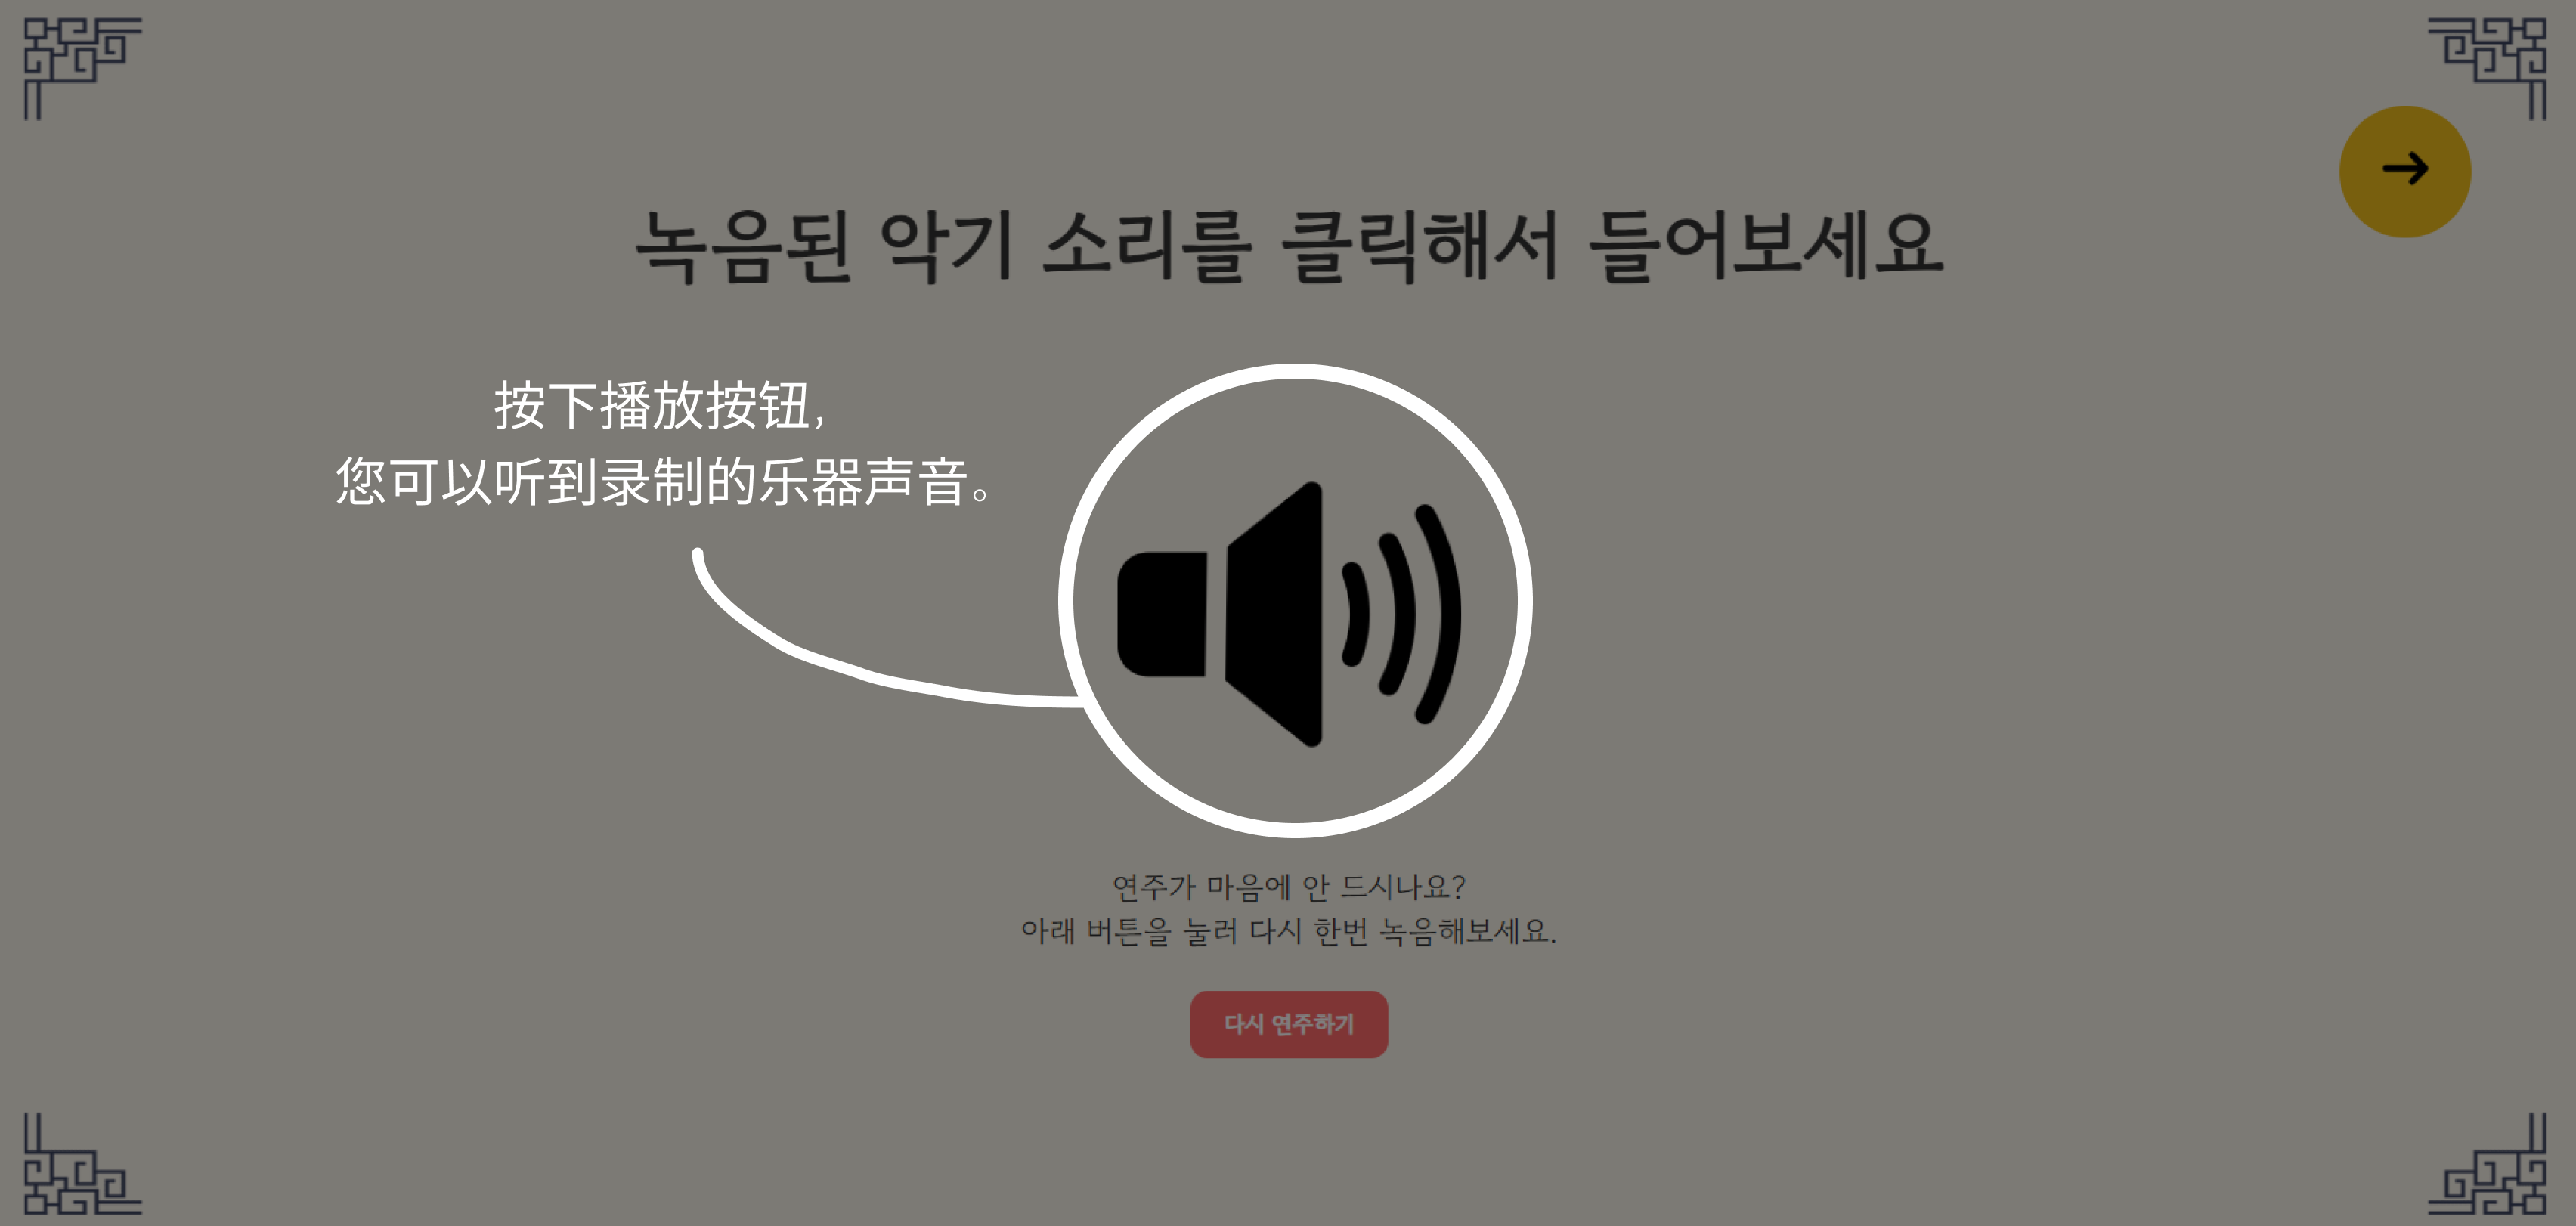 녹음된 악기 소리를 클릭해서 들어보세요
按下播放按钮,
您可以听到录制的乐器声音。
연주가 마음에 안 드시나요?
아래 버튼을 눌러 다시 한번 녹음해보세요.
다시 연주하기